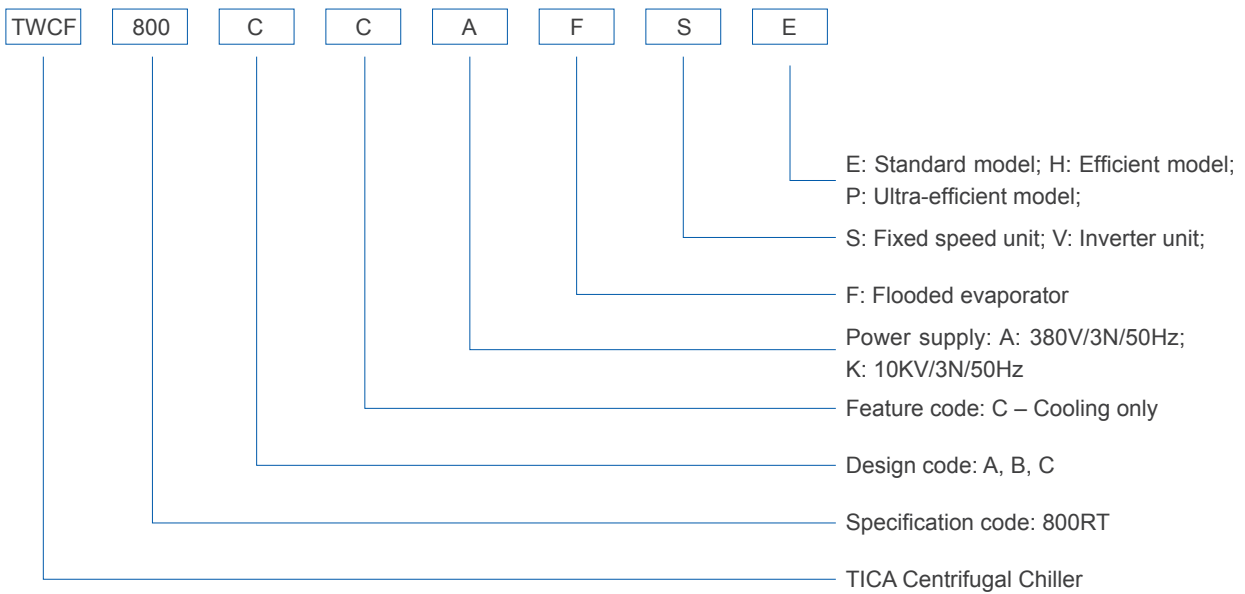 TWCF 800 C C A F S E
E: Standard model; H: Efficient model;
P: Ultra-efficient model;
S: Fixed speed unit; V: Inverter unit;
F: Flooded evaporator
Power supply: A: 380V/3N/50Hz;
K: 10KV/3N/50Hz
Feature code: C – Cooling only
Design code: A, B, C
Specification code: 800RT
TICA Centrifugal Chiller